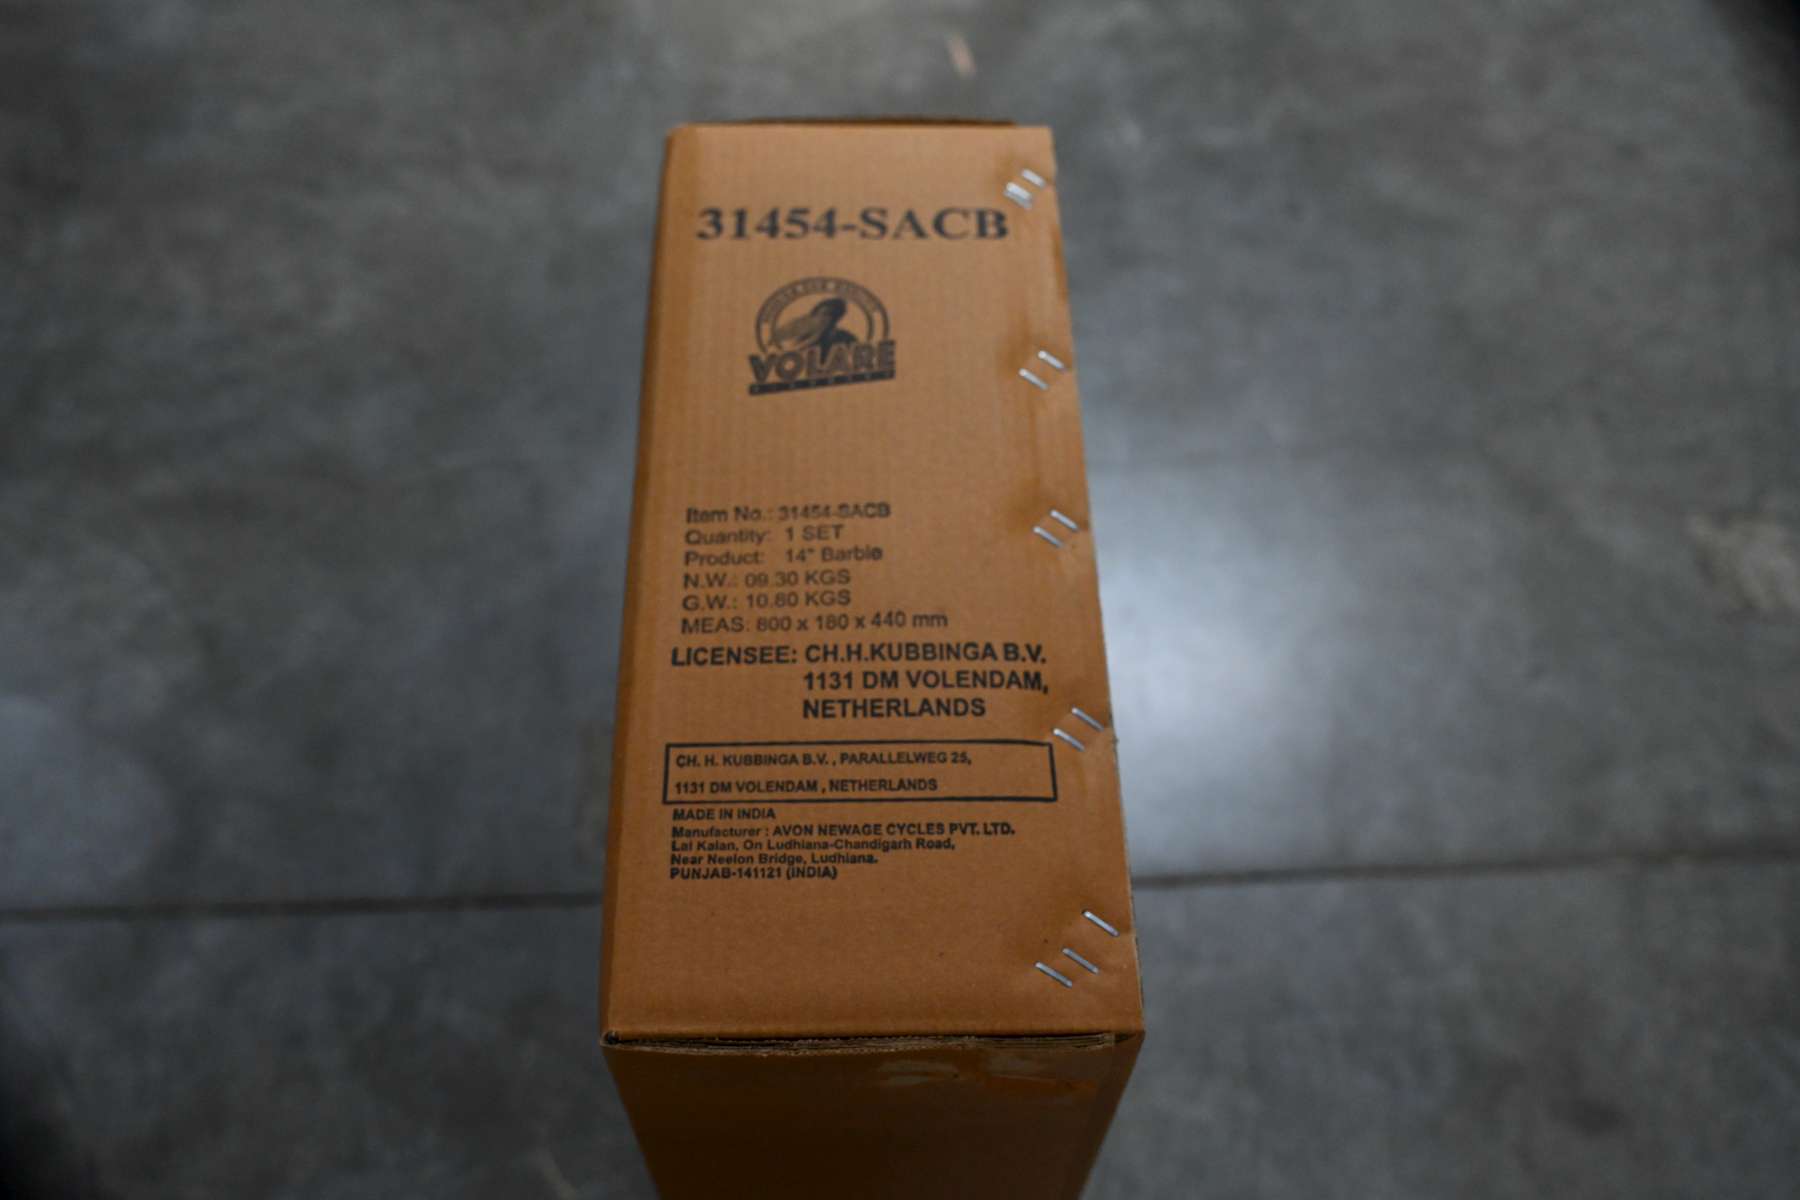 31454-SACB
VOLARE
Item No.: 31454-SACB
Quantity: 1 SET
Product: 14" Barbie
N.W.: 09.30 KGS
G.W.: 10.80 KGS
MEAS: 800 x 180 x 440 mm
LICENSEE: CH.H.KUBBINGA B.V.
1131 DM VOLENDAM,
NETHERLANDS
CH. H. KUBBINGA B.V. , PARALLELWEG 25,
1131 DM VOLENDAM , NETHERLANDS
MADE IN INDIA
Manufacturer : AVON NEWAGE CYCLES PVT. LTD.
Lal Kalan, On Ludhiana-Chandigarh Road,
Near Neelon Bridge, Ludhiana.
PUNJAB-141121 (INDIA)